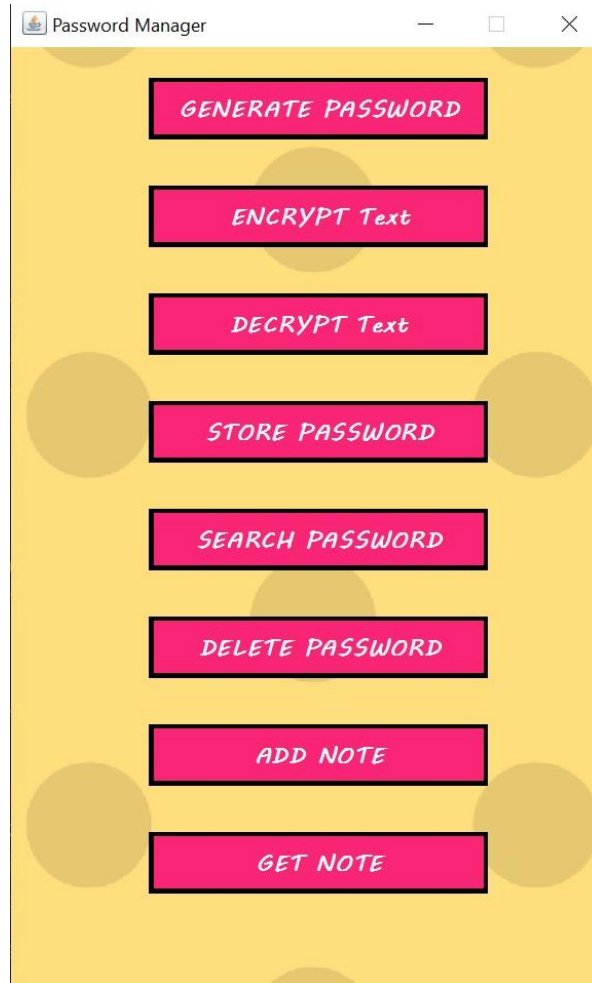 Password Manager
GENERATE PASSWORD
ENCRYPT Text
DECRYPT Text
STORE PASSWORD
SEARCH PASSWORD
DELETE PASSWORD
ADD NOTE
GET NOTE